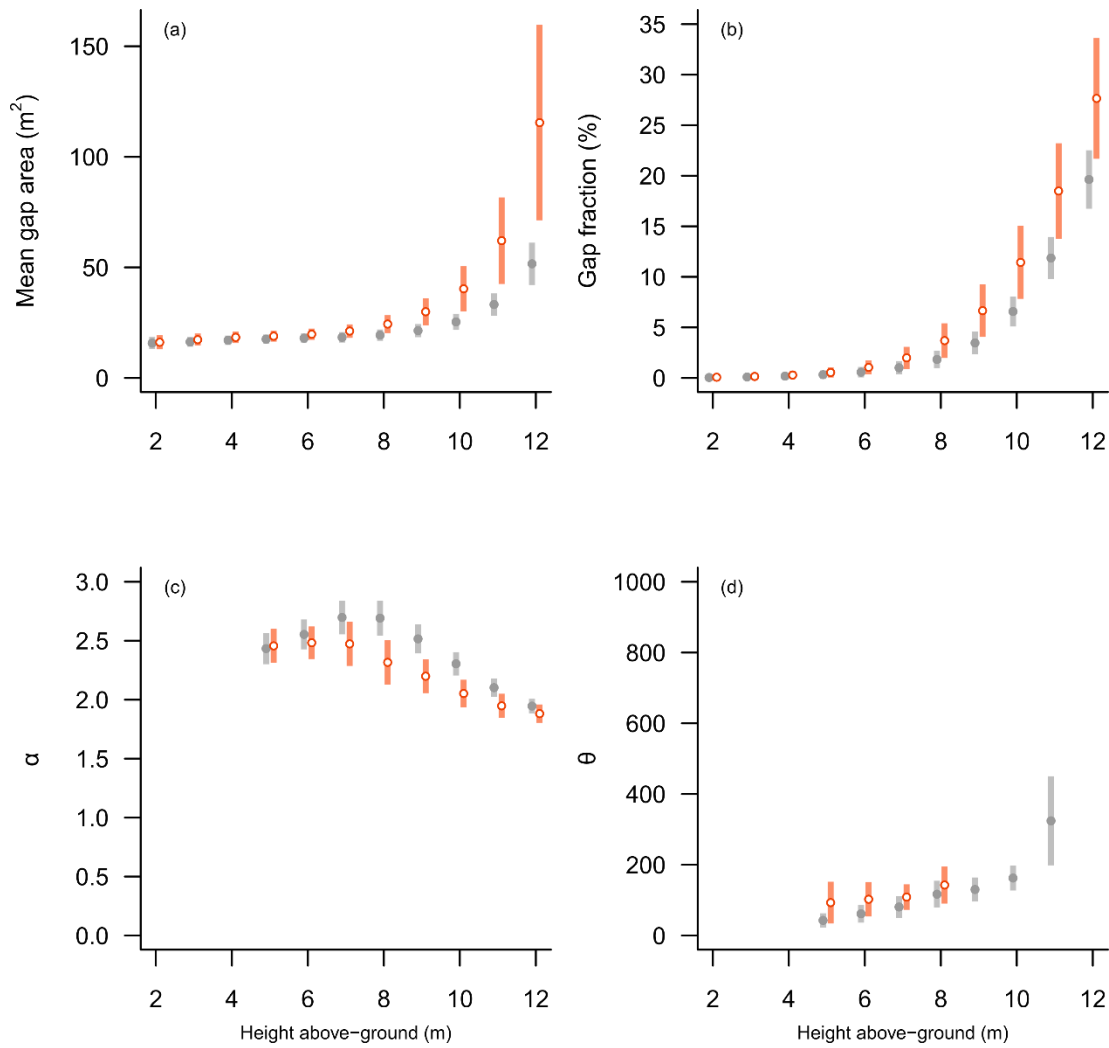 (a)
Mean gap area (m²)
150
100
50
0
2 4 6 8 10 12
(b)
Gap fraction (%)
35
30
25
20
15
10
5
0
2 4 6 8 10 12
(c)
α
3.0
2.5
2.0
1.5
1.0
0.5
0.0
2 4 6 8 10 12
Height above−ground (m)
(d)
θ
1000
800
600
400
200
0
2 4 6 8 10 12
Height above−ground (m)